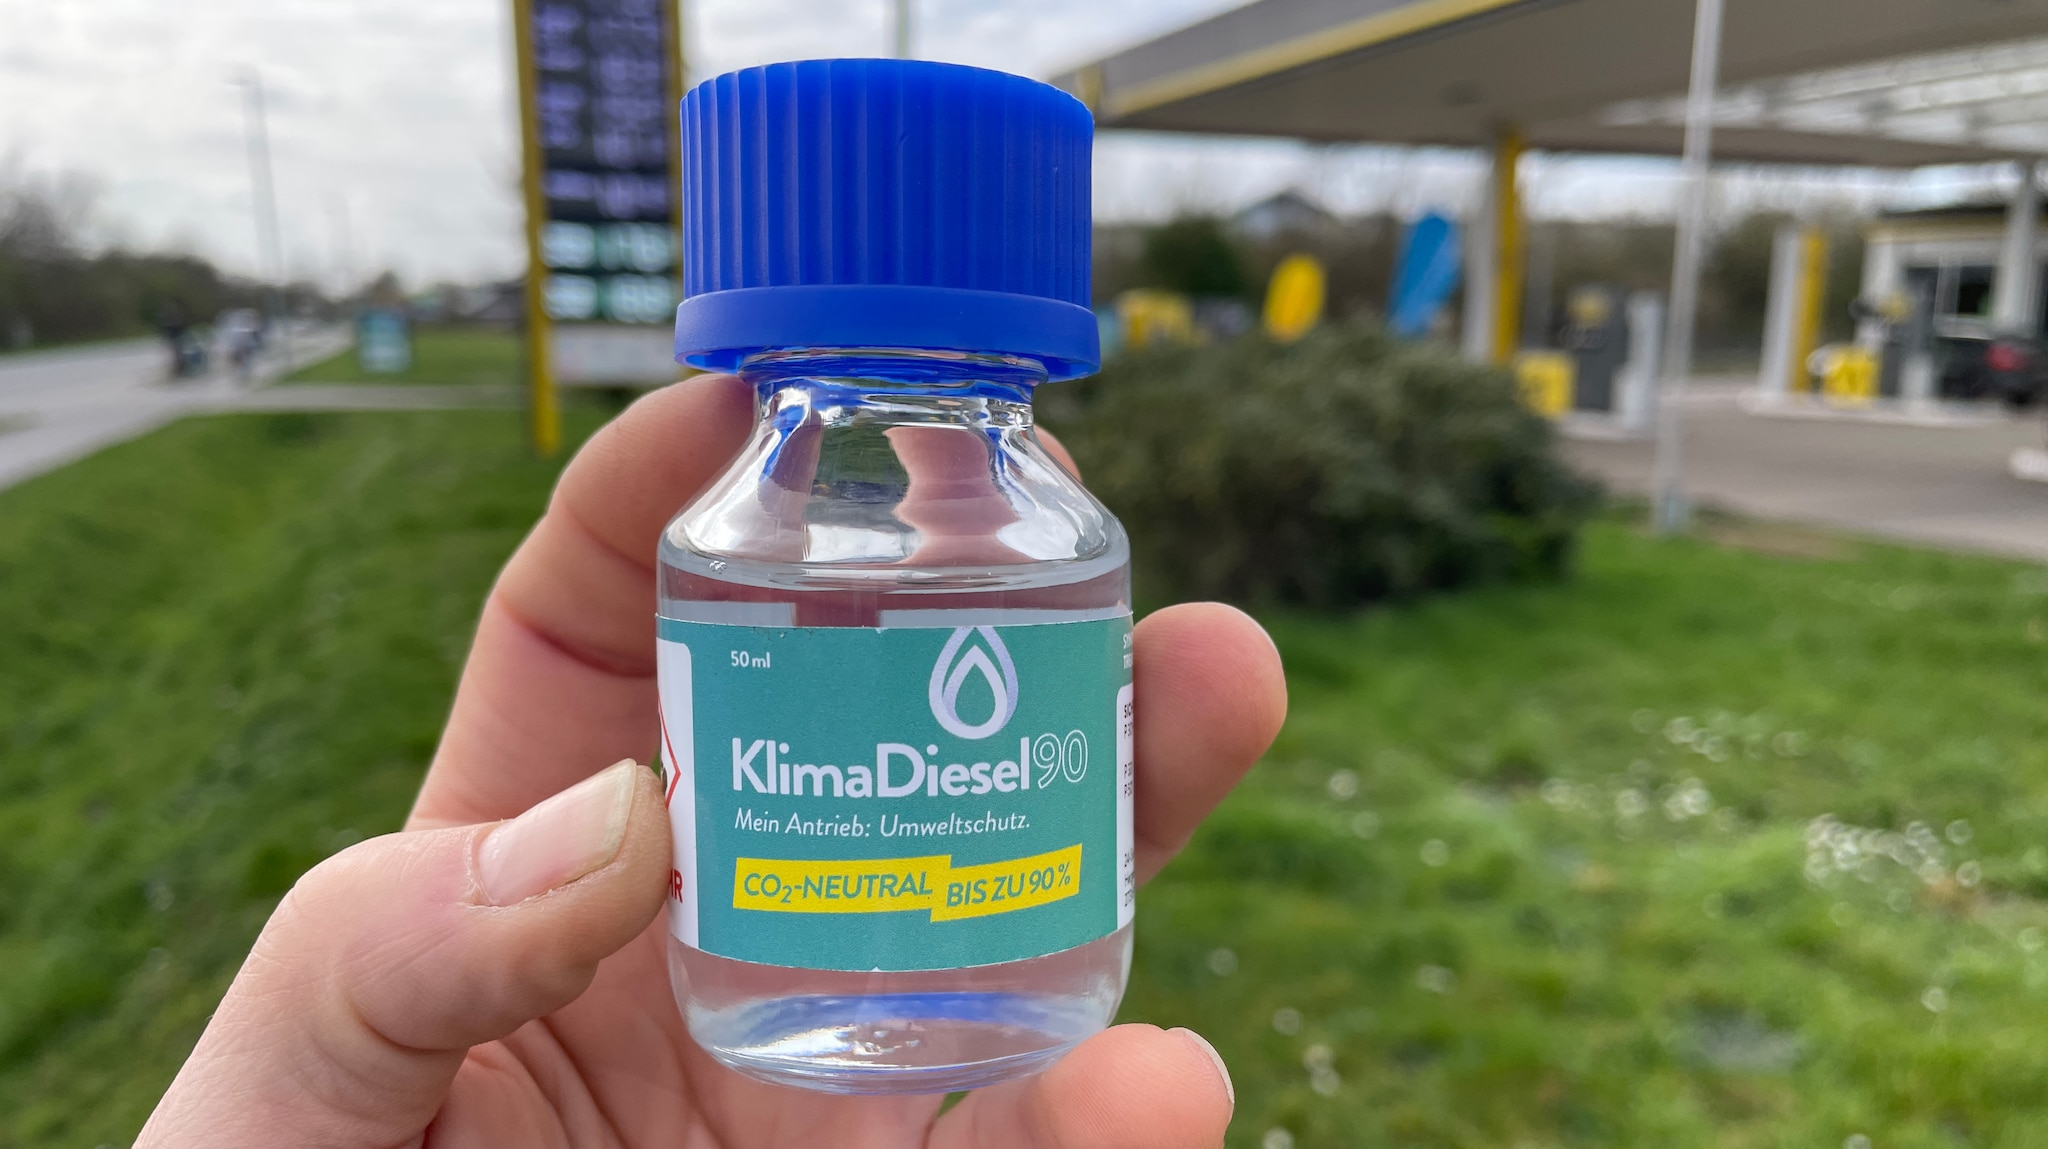 50 ml
KlimaDiesel90
Mein Antrieb: Umweltschutz.
CO₂-NEUTRAL BIS ZU 90 %